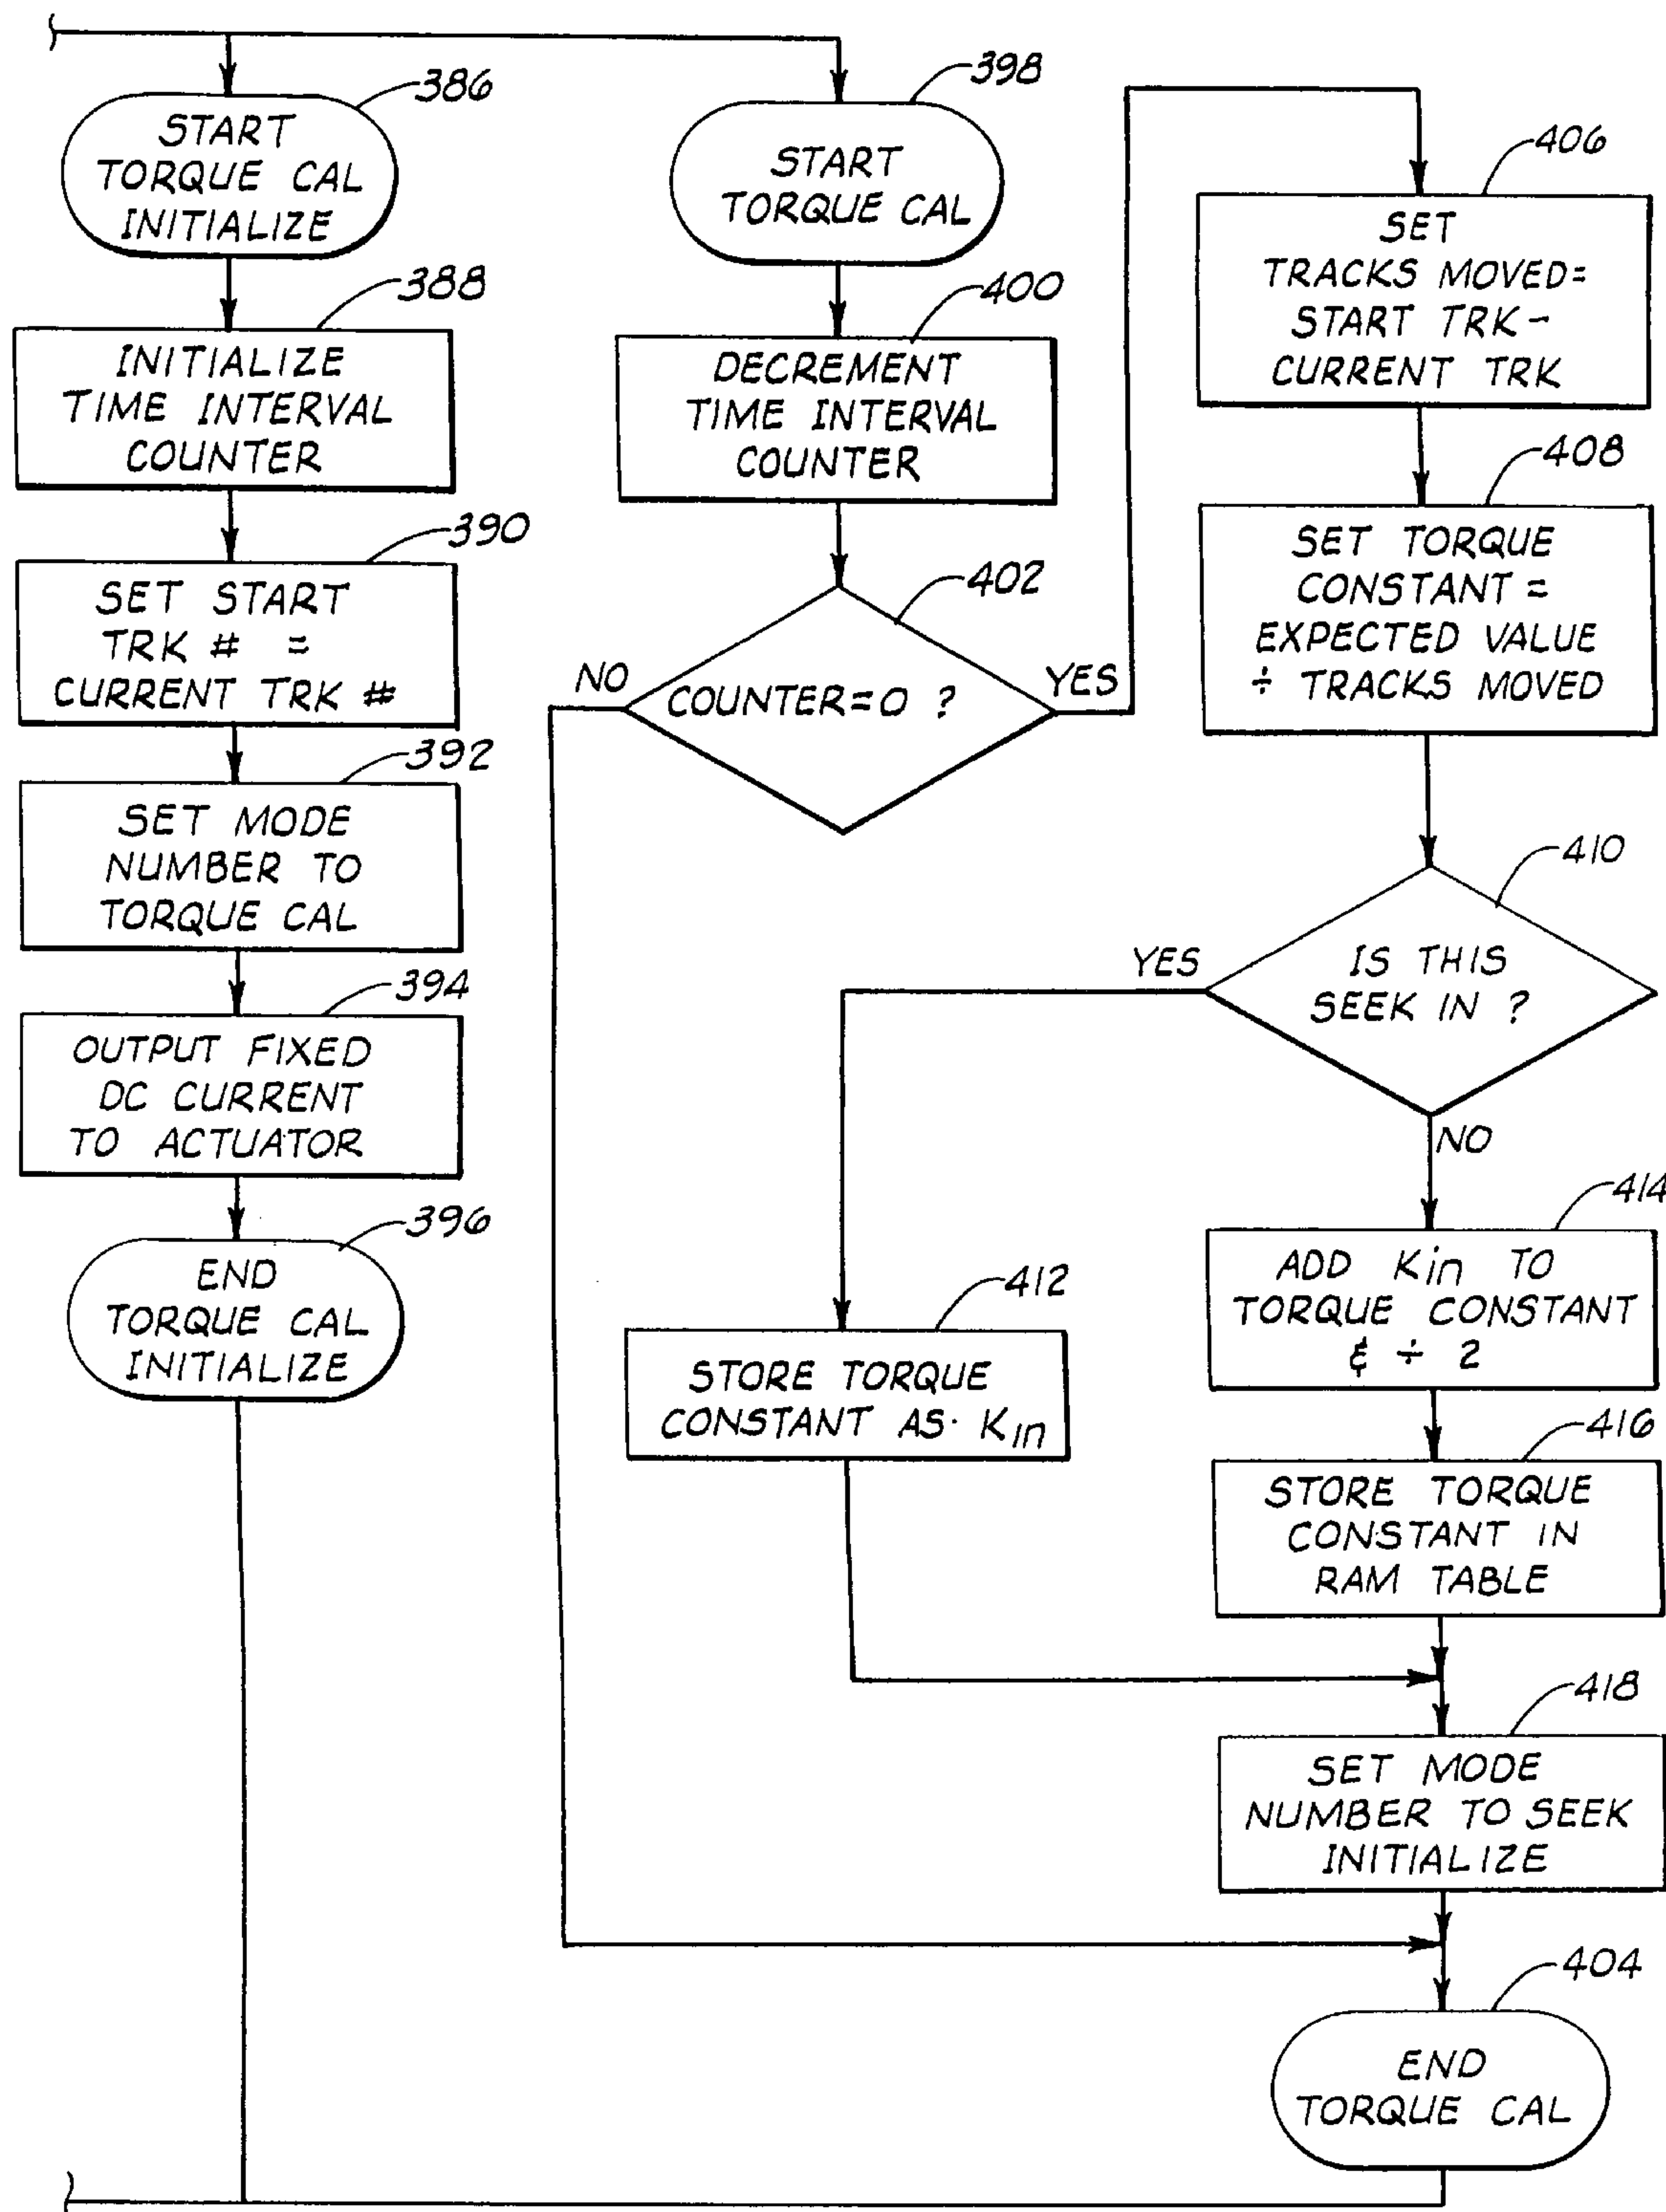 386
START
TORQUE CAL
INITIALIZE
388
INITIALIZE
TIME INTERVAL
COUNTER
390
SET START
TRK # =
CURRENT TRK #
392
SET MODE
NUMBER TO
TORQUE CAL
394
OUTPUT FIXED
DC CURRENT
TO ACTUATOR
396
END
TORQUE CAL
INITIALIZE
398
START
TORQUE CAL
400
DECREMENT
TIME INTERVAL
COUNTER
402
NO
COUNTER=0 ?
YES
406
SET
TRACKS MOVED=
START TRK-
CURRENT TRK
408
SET TORQUE
CONSTANT =
EXPECTED VALUE
÷ TRACKS MOVED
410
YES
IS THIS
SEEK IN ?
NO
412
STORE TORQUE
CONSTANT AS Kin
414
ADD Kin TO
TORQUE CONSTANT
& ÷ 2
416
STORE TORQUE
CONSTANT IN
RAM TABLE
418
SET MODE
NUMBER TO SEEK
INITIALIZE
404
END
TORQUE CAL